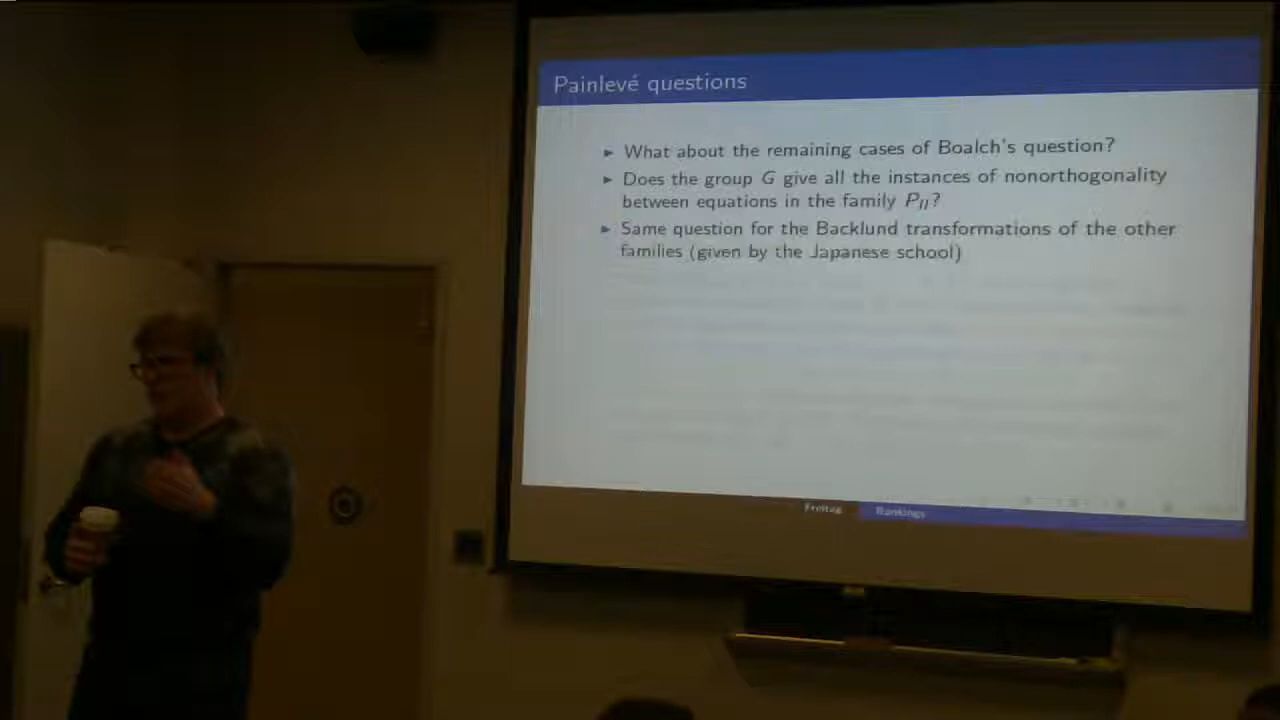 Painlevé questions
► What about the remaining cases of Boalch's question?
► Does the group G give all the instances of nonorthogonality
between equations in the family P_II?
► Same question for the Backlund transformations of the other
families (given by the Japanese school)
Freitag Rankings